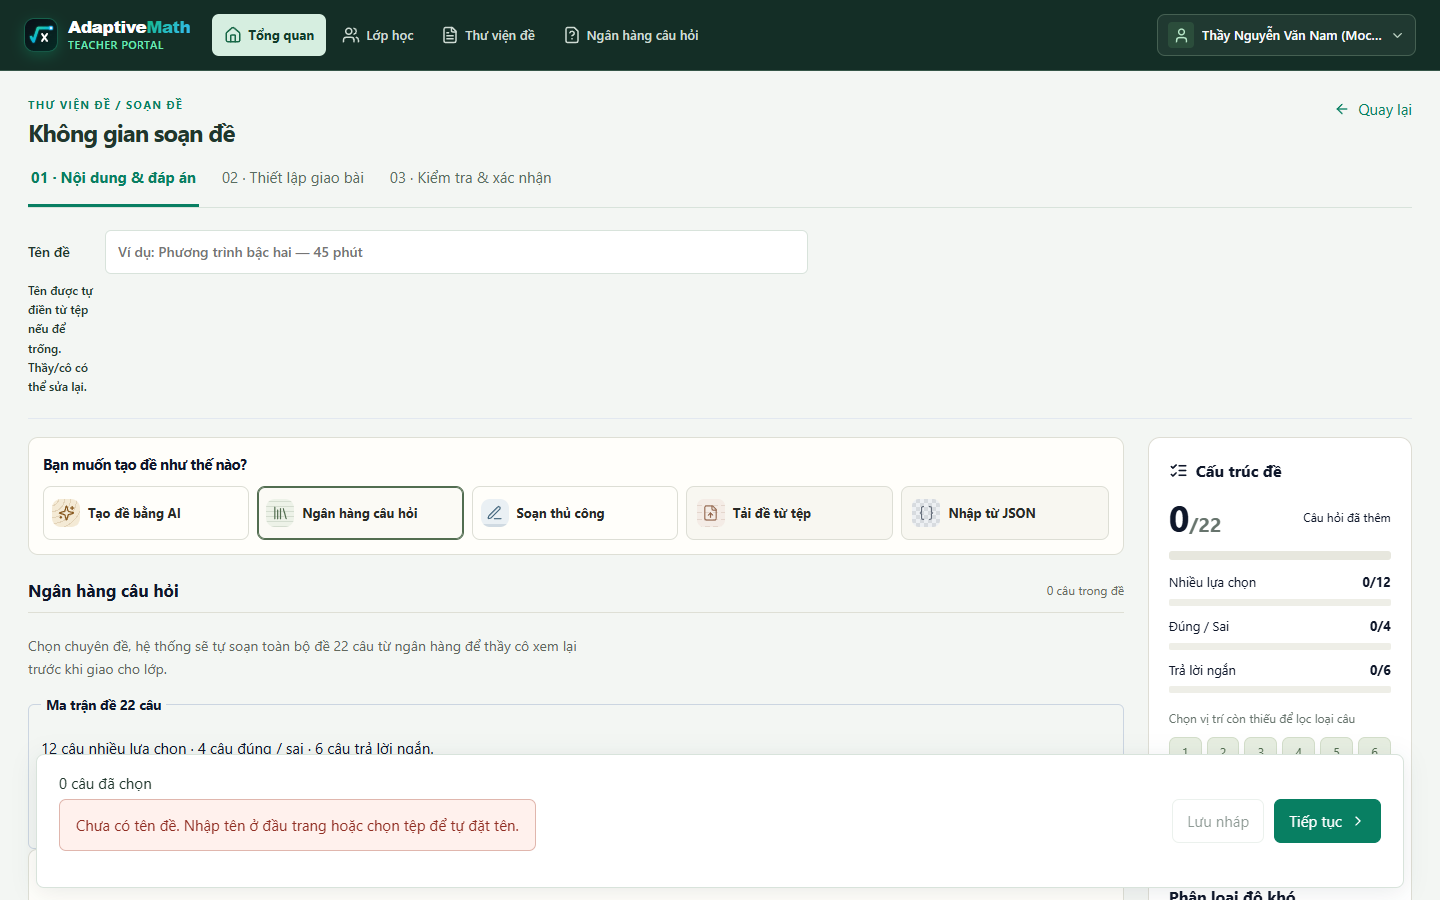 AdaptiveMath
TEACHER PORTAL
Tổng quan
Lớp học
Thư viện đề
Ngân hàng câu hỏi
Thầy Nguyễn Văn Nam (Moc...
THƯ VIỆN ĐỀ / SOẠN ĐỀ
Không gian soạn đề
Quay lại
01 · Nội dung & đáp án
02 · Thiết lập giao bài
03 · Kiểm tra & xác nhận
Tên đề
Ví dụ: Phương trình bậc hai — 45 phút
Tên được tự
điền từ tệp
nếu để
trống.
Thầy/cô có
thể sửa lại.
Bạn muốn tạo đề như thế nào?
Tạo đề bằng AI
Ngân hàng câu hỏi
Soạn thủ công
Tải đề từ tệp
Nhập từ JSON
Ngân hàng câu hỏi
0 câu trong đề
Chọn chuyên đề, hệ thống sẽ tự soạn toàn bộ đề 22 câu từ ngân hàng để thầy cô xem lại
trước khi giao cho lớp.
Ma trận đề 22 câu
12 câu nhiều lựa chọn · 4 câu đúng / sai · 6 câu trả lời ngắn.
Cấu trúc đề
0/22
Câu hỏi đã thêm
Nhiều lựa chọn 0/12
Đúng / Sai 0/4
Trả lời ngắn 0/6
Chọn vị trí còn thiếu để lọc loại câu
1 2 3 4 5 6
0 câu đã chọn
Chưa có tên đề. Nhập tên ở đầu trang hoặc chọn tệp để tự đặt tên.
Lưu nháp
Tiếp tục
Phân loại độ khó